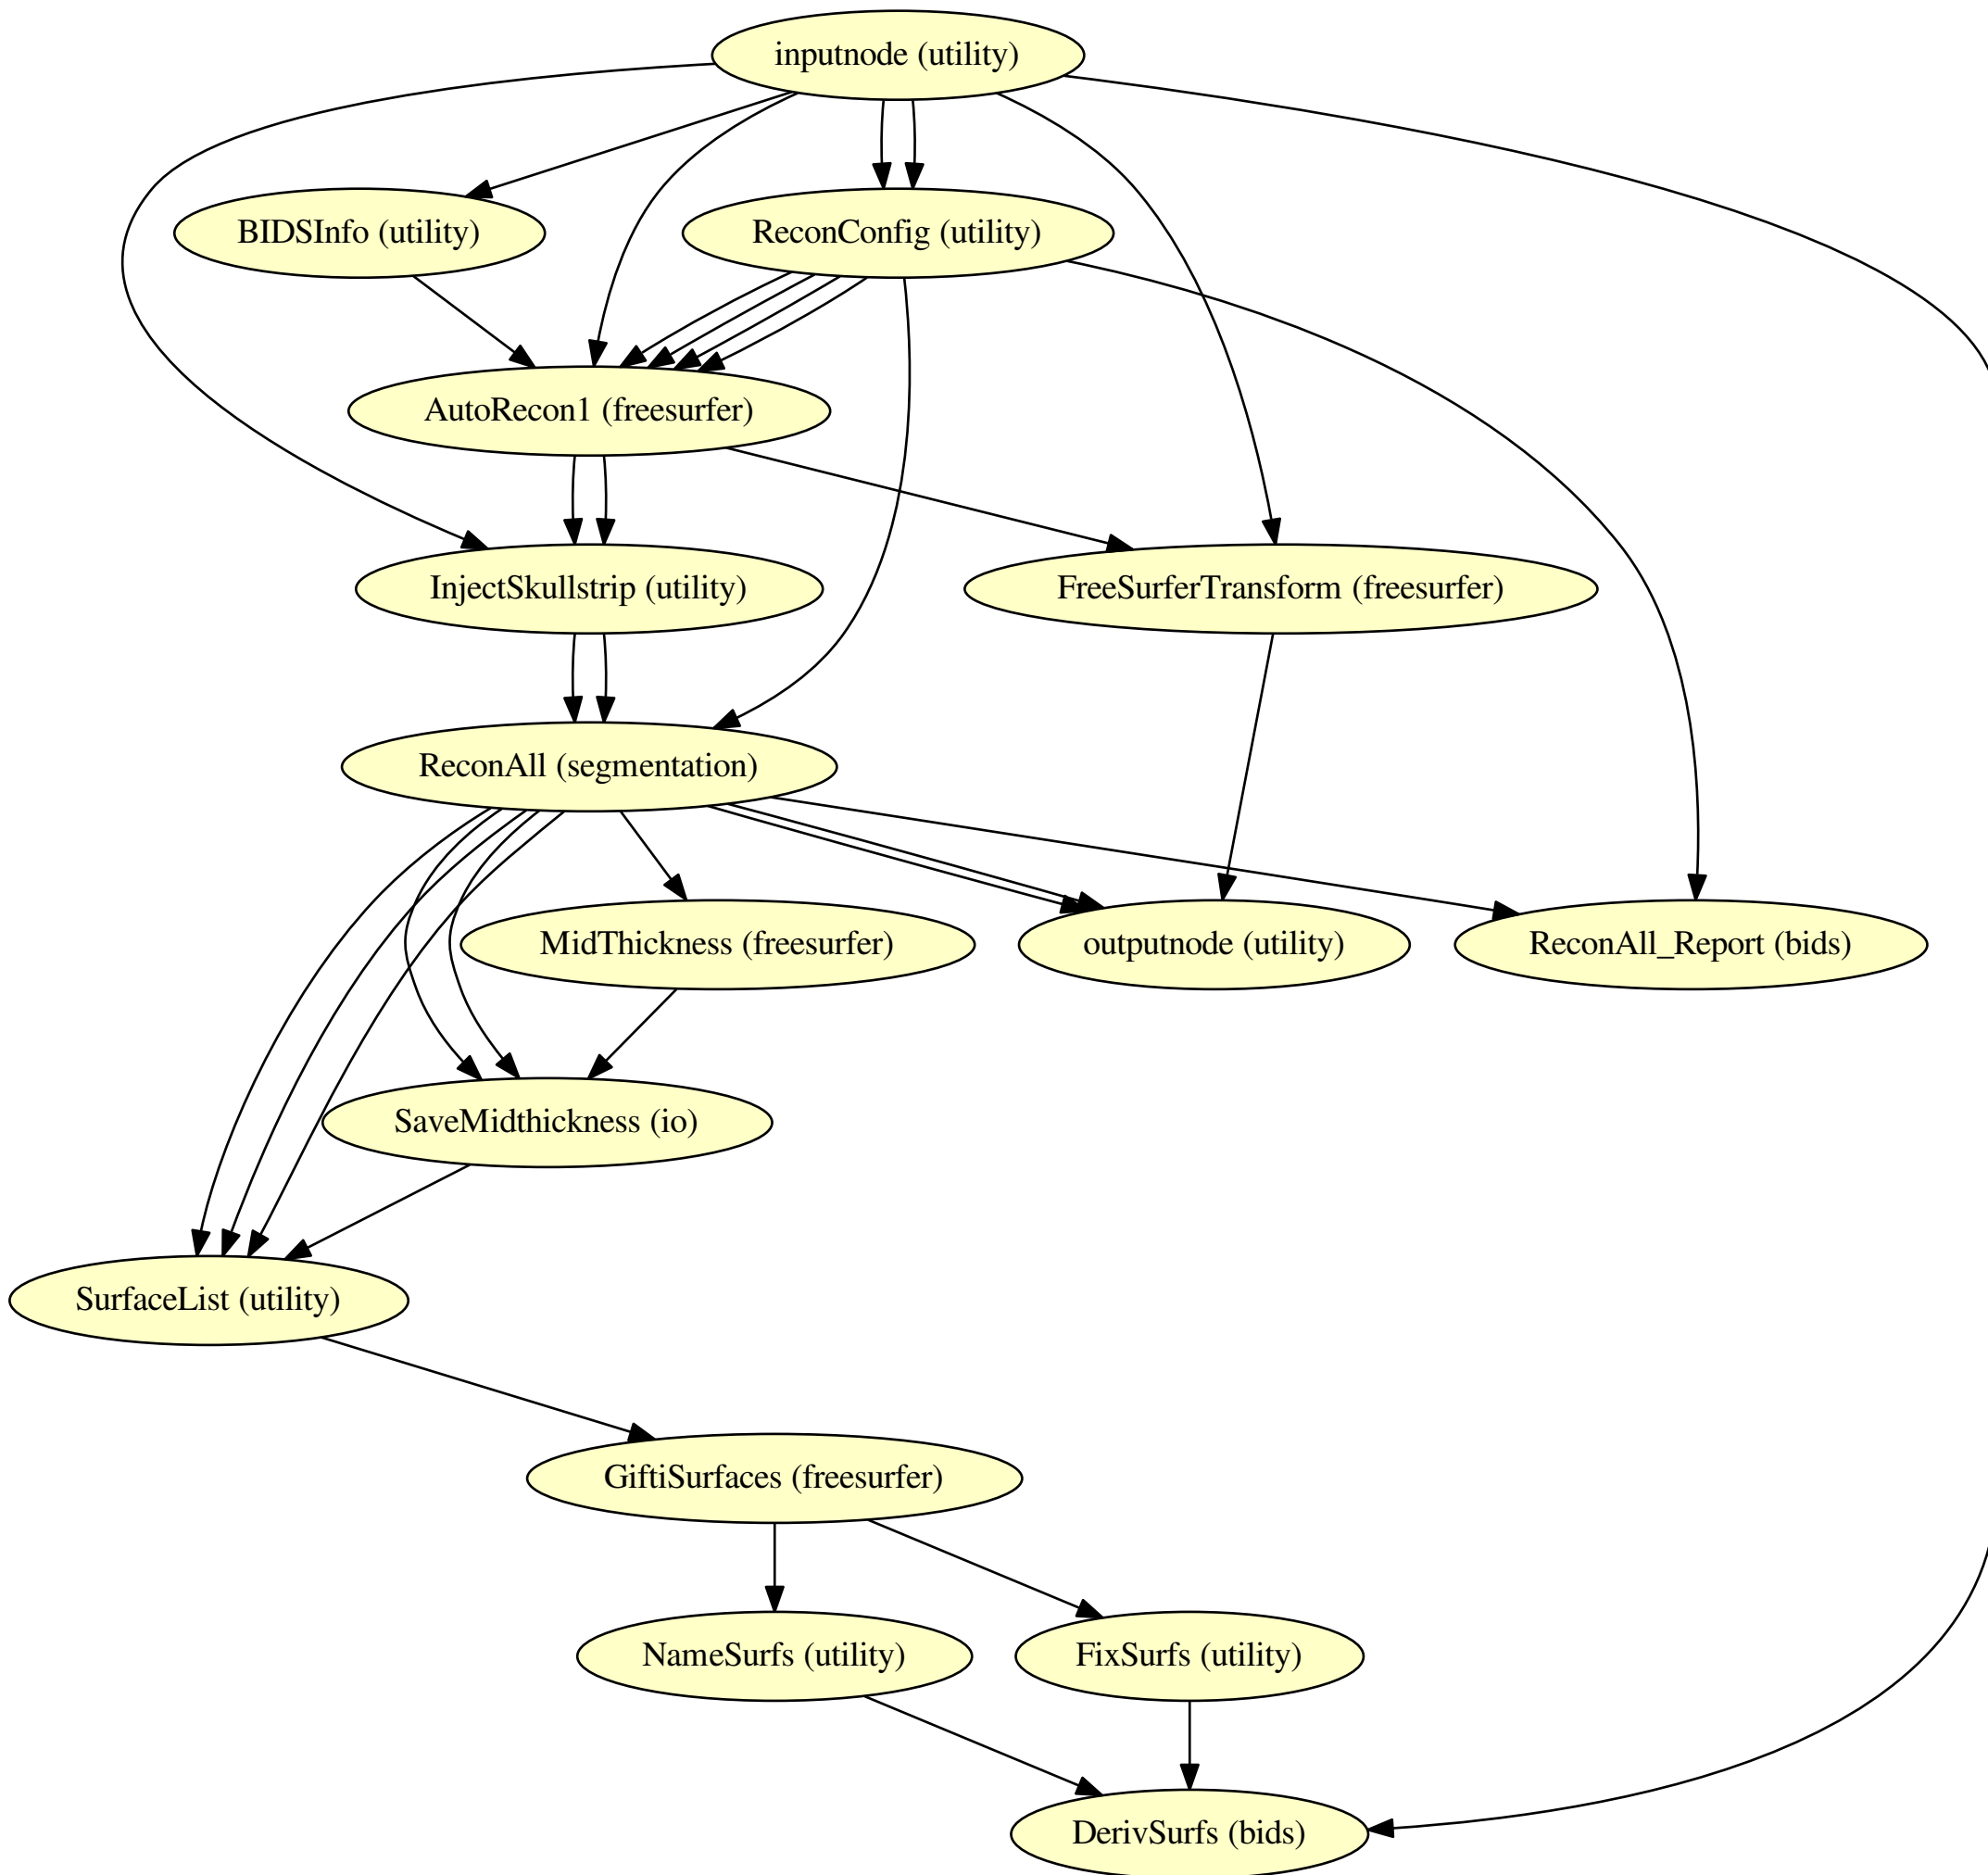 inputnode (utility)
BIDSInfo (utility)
ReconConfig (utility)
AutoRecon1 (freesurfer)
InjectSkullstrip (utility)
FreeSurferTransform (freesurfer)
ReconAll (segmentation)
MidThickness (freesurfer)
outputnode (utility)
ReconAll_Report (bids)
SaveMidthickness (io)
SurfaceList (utility)
GiftiSurfaces (freesurfer)
NameSurfs (utility)
FixSurfs (utility)
DerivSurfs (bids)